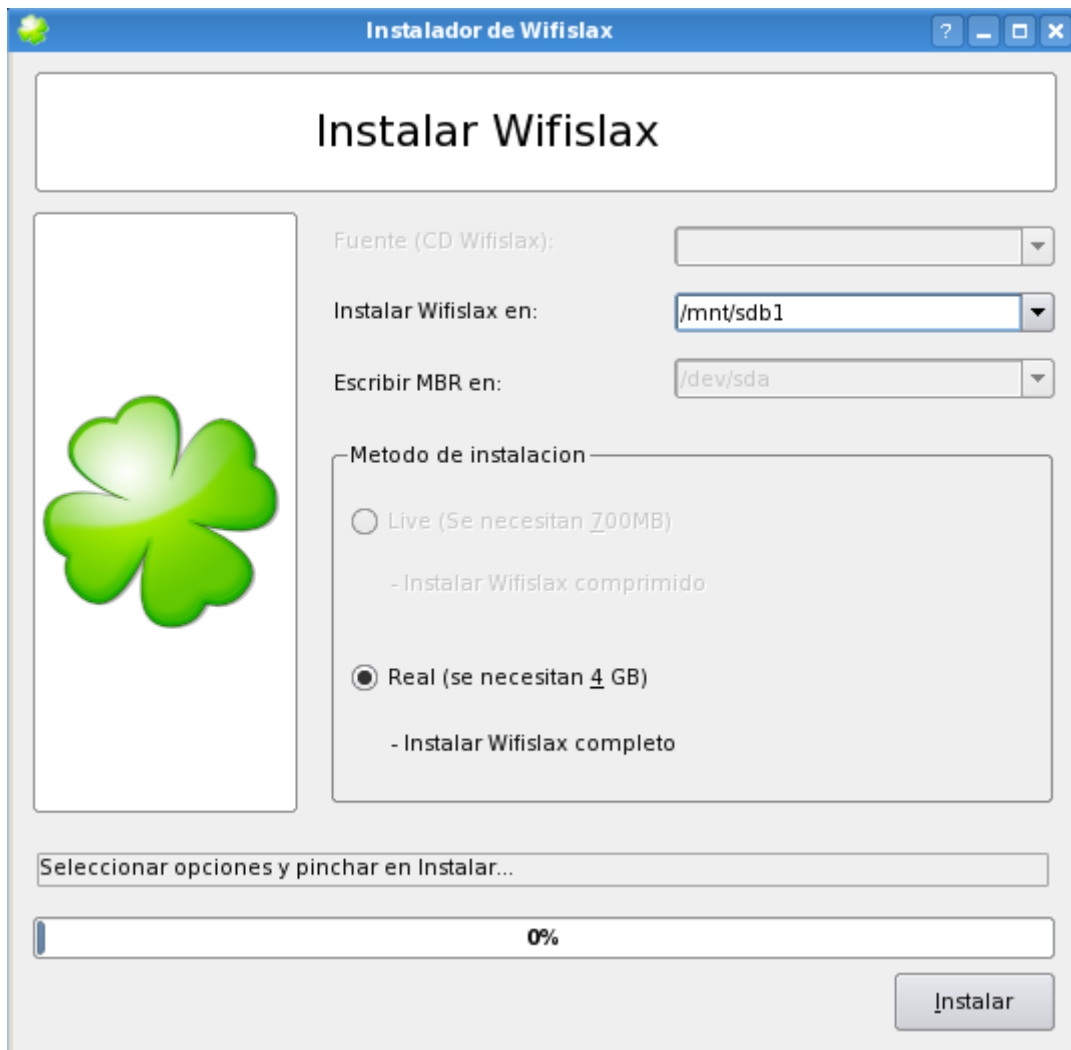 Instalador de Wifislax
?
Instalar Wifislax
Fuente (CD Wifislax):
Instalar Wifislax en:
/mnt/sdb1
Escribir MBR en:
/dev/sda
Metodo de instalacion
Live (Se necesitan 700MB)
- Instalar Wifislax comprimido
Real (se necesitan 4 GB)
- Instalar Wifislax completo
Seleccionar opciones y pinchar en Instalar...
0%
Instalar